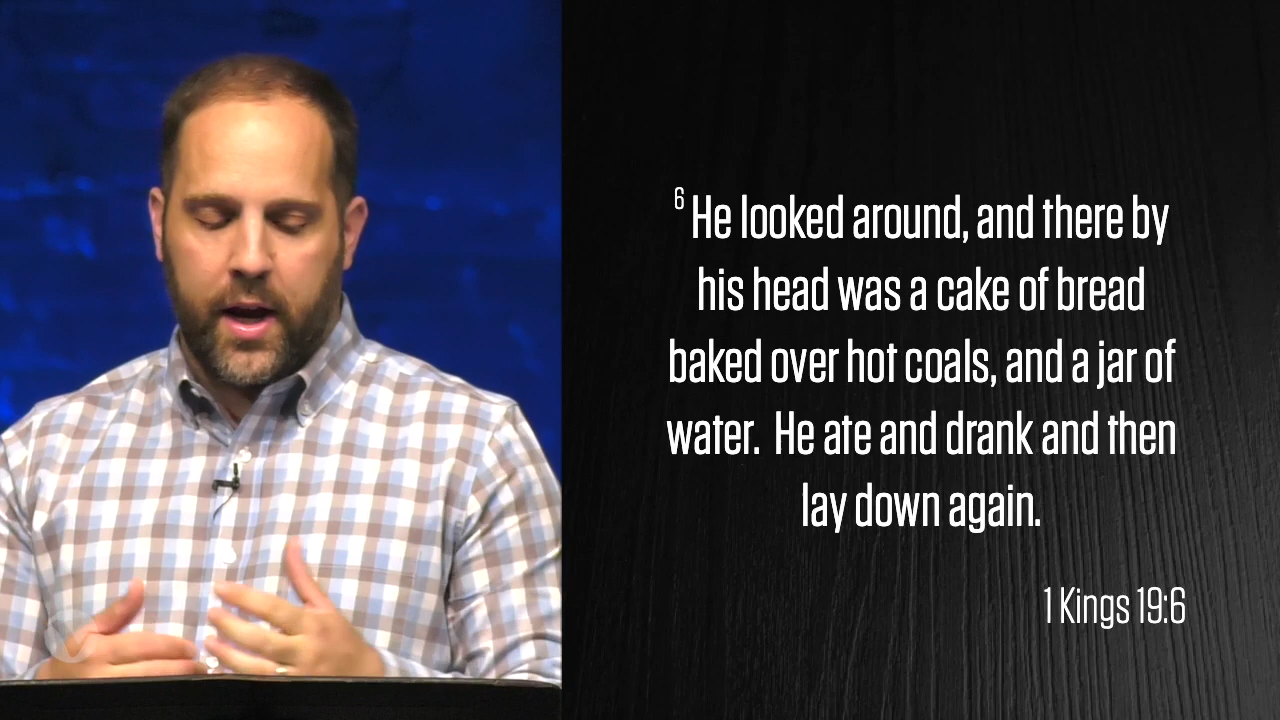 6 He looked around, and there by
his head was a cake of bread
baked over hot coals, and a jar of
water. He ate and drank and then
lay down again.
1 Kings 19:6